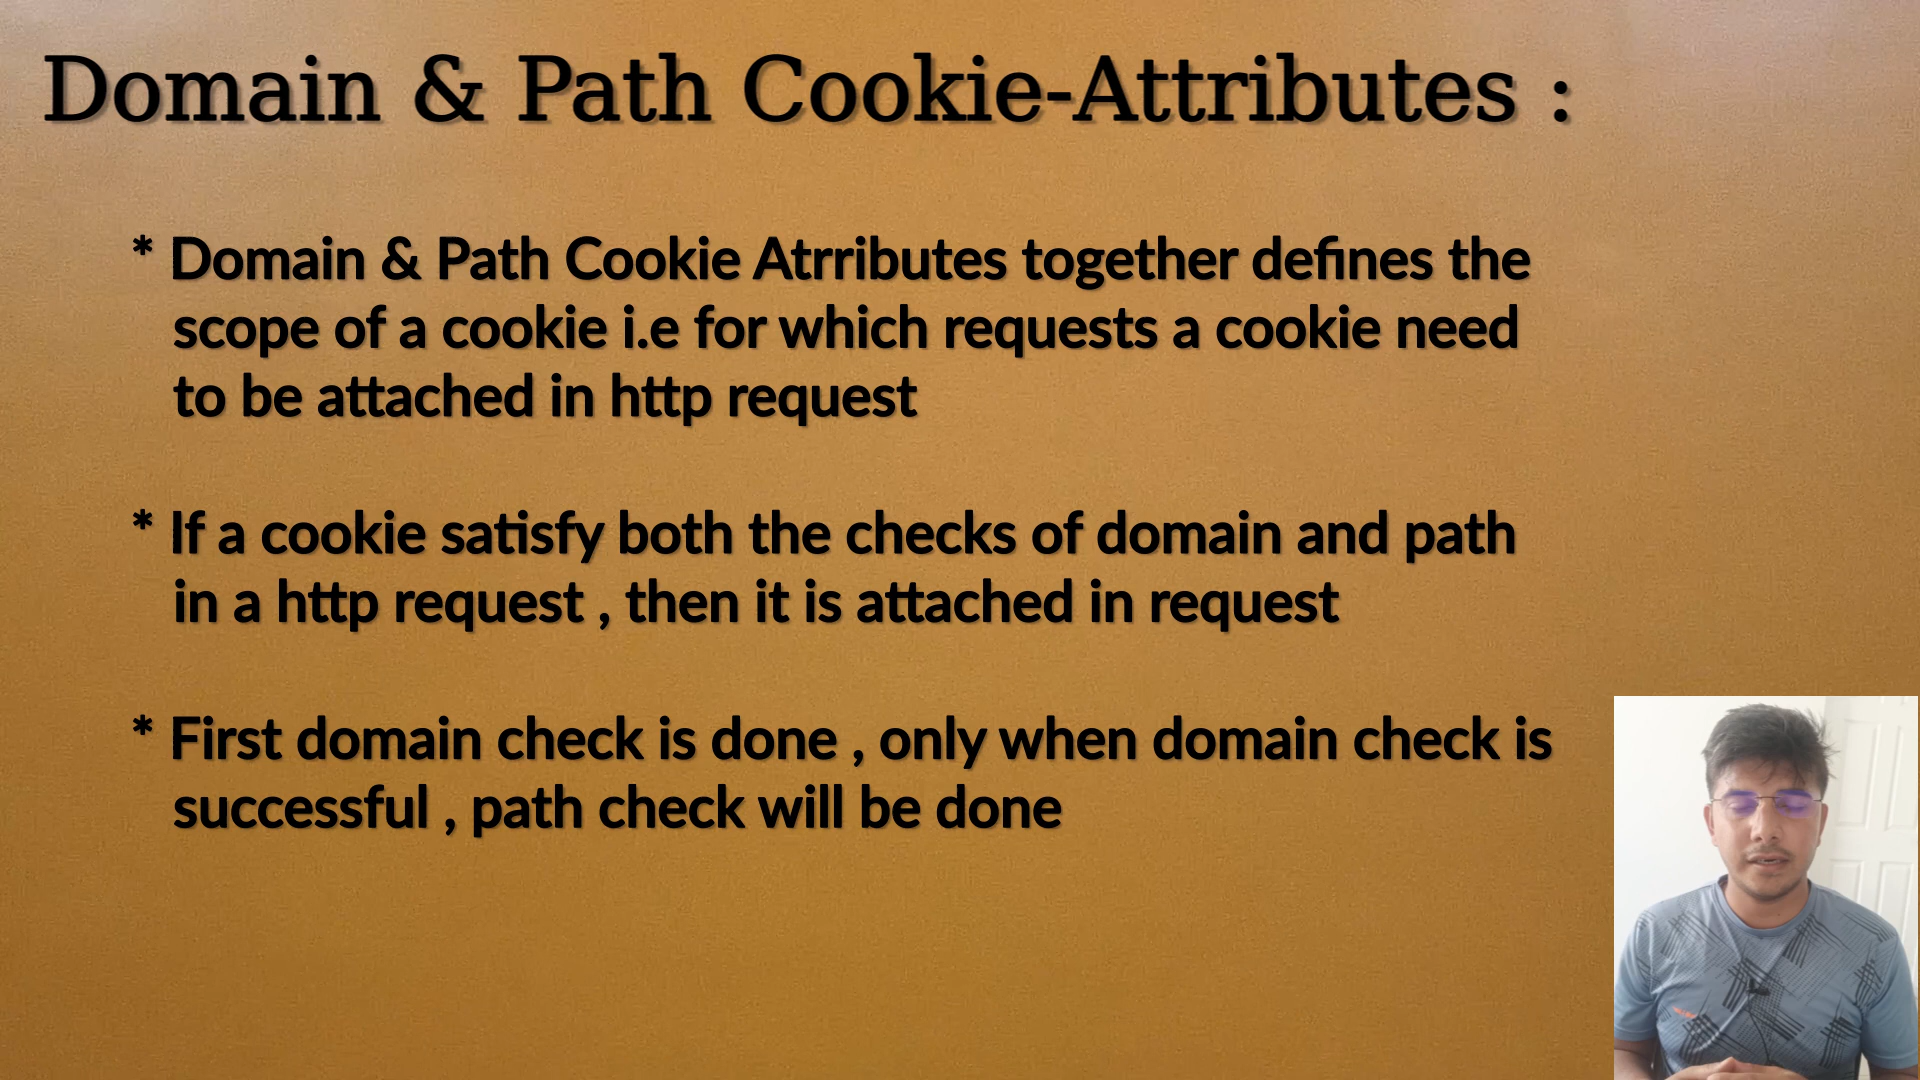 Domain & Path Cookie-Attributes :
* Domain & Path Cookie Atrributes together defines the
scope of a cookie i.e for which requests a cookie need
to be attached in http request
* If a cookie satisfy both the checks of domain and path
in a http request , then it is attached in request
* First domain check is done , only when domain check is
successful , path check will be done